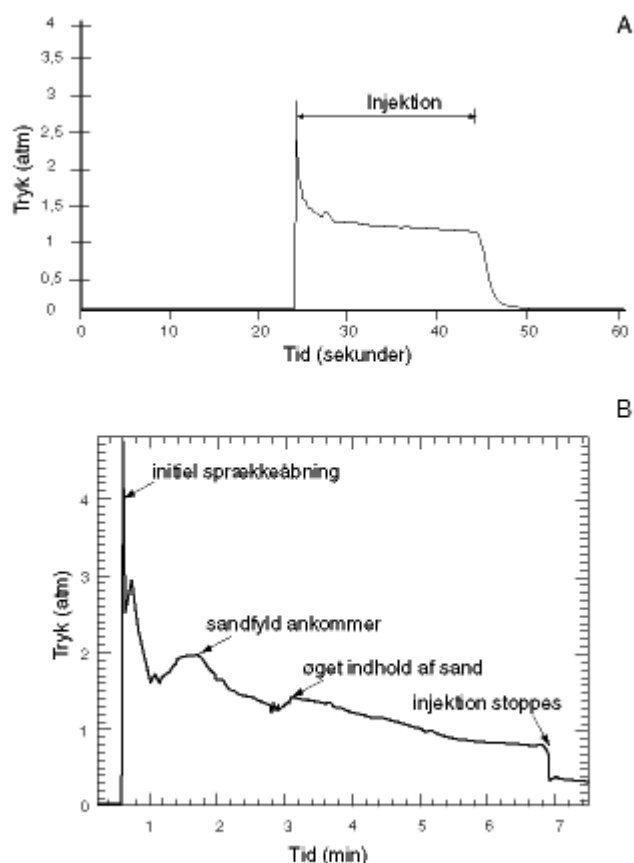 A
4
3,5
3
2,5
2
1,5
1
0,5
0
Tryk (atm)
Injektion
0 10 20 30 40 50 60
Tid (sekunder)
B
4
3
2
1
0
Tryk (atm)
initiel sprækkeåbning
sandfyld ankommer
øget indhold af sand
injektion stoppes
1 2 3 4 5 6 7
Tid (min)